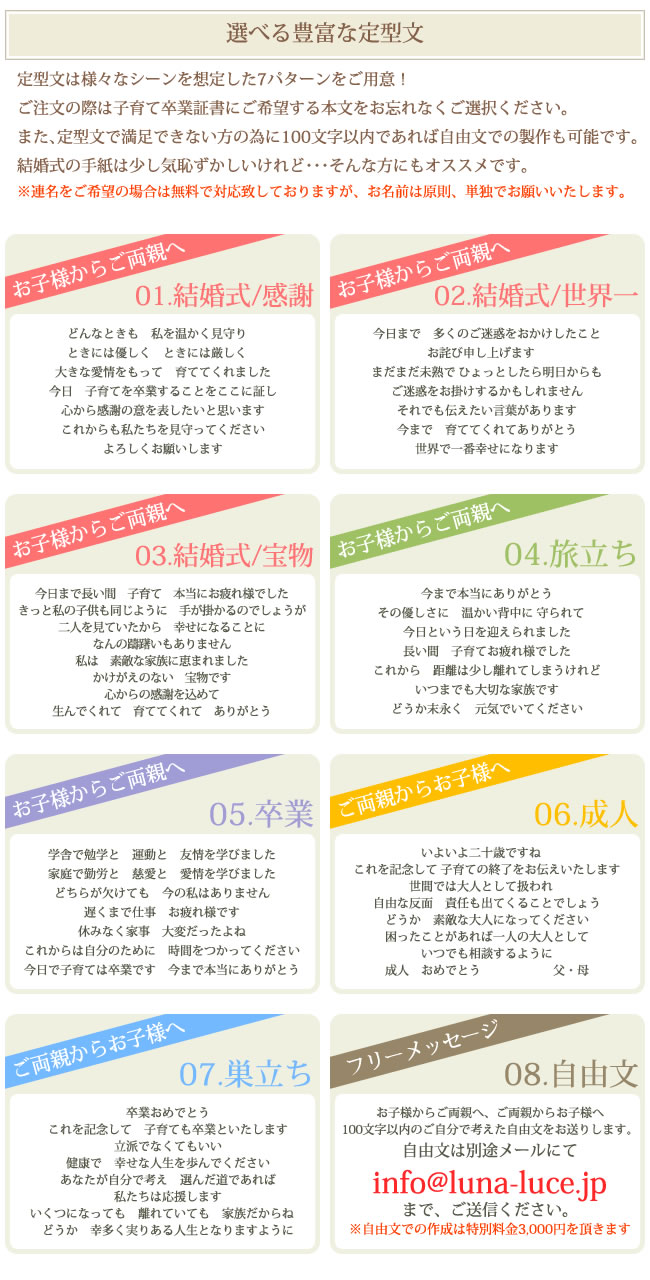 選べる豊富な定型文
定型文は様々なシーンを想定した7パターンをご用意！
ご注文の際は子育て卒業証書にご希望する本文をお忘れなくご選択ください。
また、定型文で満足できない方の為に100文字以内であれば自由文での製作も可能です。
結婚式の手紙は少し気恥ずかしいけれど･･･そんな方にもオススメです。
※連名をご希望の場合は無料で対応致しておりますが、お名前は原則、単独でお願いいたします。
お子様からご両親へ
01.結婚式/感謝
どんなときも　私を温かく見守り
ときには優しく　ときには厳しく
大きな愛情をもって　育ててくれました
今日　子育てを卒業することをここに証し
心から感謝の意を表したいと思います
これからも私たちを見守ってください
よろしくお願いします
お子様からご両親へ
02.結婚式/世界一
今日まで　多くのご迷惑をおかけしたこと
お詫び申し上げます
まだまだ未熟で ひょっとしたら明日からも
ご迷惑をお掛けするかもしれません
それでも伝えたい言葉があります
今まで　育ててくれてありがとう
世界で一番幸せになります
お子様からご両親へ
03.結婚式/宝物
今日まで長い間　子育て　本当にお疲れ様でした
きっと私の子供も同じように　手が掛かるのでしょうが
二人を見ていたから　幸せになることに
なんの躊躇いもありません
私は　素敵な家族に恵まれました
かけがえのない　宝物です
心からの感謝を込めて
生んでくれて　育ててくれて　ありがとう
お子様からご両親へ
04.旅立ち
今まで本当にありがとう
その優しさに　温かい背中に 守られて
今日という日を迎えられました
長い間　子育てお疲れ様でした
これから　距離は少し離れてしまうけれど
いつまでも大切な家族です
どうか末永く　元気でいてください
お子様からご両親へ
05.卒業
学舎で勉学と　運動と　友情を学びました
家庭で勤労と　慈愛と　愛情を学びました
どちらが欠けても　今の私はありません
遅くまで仕事　お疲れ様です
休みなく家事　大変だったよね
これからは自分のために　時間をつかってください
今日で子育ては卒業です　今まで本当にありがとう
ご両親からお子様へ
06.成人
いよいよ二十歳ですね
これを記念して 子育ての終了をお伝えいたします
世間では大人として扱われ
自由な反面　責任も出てくることでしょう
どうか　素敵な大人になってください
困ったことがあれば一人の大人として
いつでも相談するように
成人　おめでとう　　　　　　父・母
ご両親からお子様へ
07.巣立ち
卒業おめでとう
これを記念して　子育ても卒業といたします
立派でなくてもいい
健康で　幸せな人生を歩んでください
あなたが自分で考え　選んだ道であれば
私たちは応援します
いくつになっても　離れていても　家族だからね
どうか　幸多く実りある人生となりますように
フリーメッセージ
08.自由文
お子様からご両親へ、ご両親からお子様へ
100文字以内のご自分で考えた自由文をお送りします。
自由文は別途メールにて
info@luna-luce.jp
まで、ご送信ください。
※自由文での作成は特別料金3,000円を頂きます